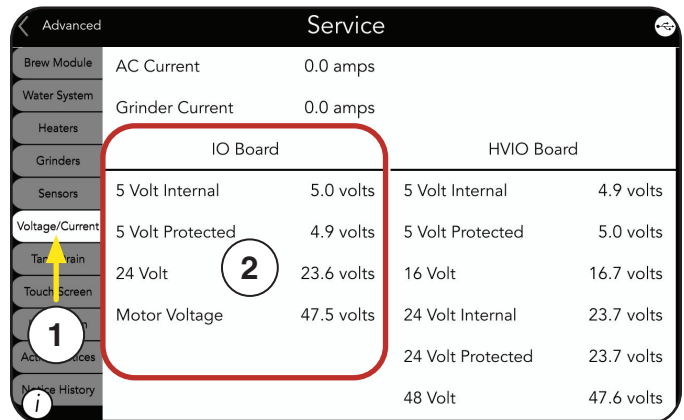 Advanced
Service
Brew Module
Water System
Heaters
Grinders
Sensors
Voltage/Current
Touch Screen
Notice History
i
1
2
AC Current 0.0 amps
Grinder Current 0.0 amps
IO Board
5 Volt Internal 5.0 volts
5 Volt Protected 4.9 volts
24 Volt 23.6 volts
Motor Voltage 47.5 volts
HVIO Board
5 Volt Internal 4.9 volts
5 Volt Protected 5.0 volts
16 Volt 16.7 volts
24 Volt Internal 23.7 volts
24 Volt Protected 23.7 volts
48 Volt 47.6 volts